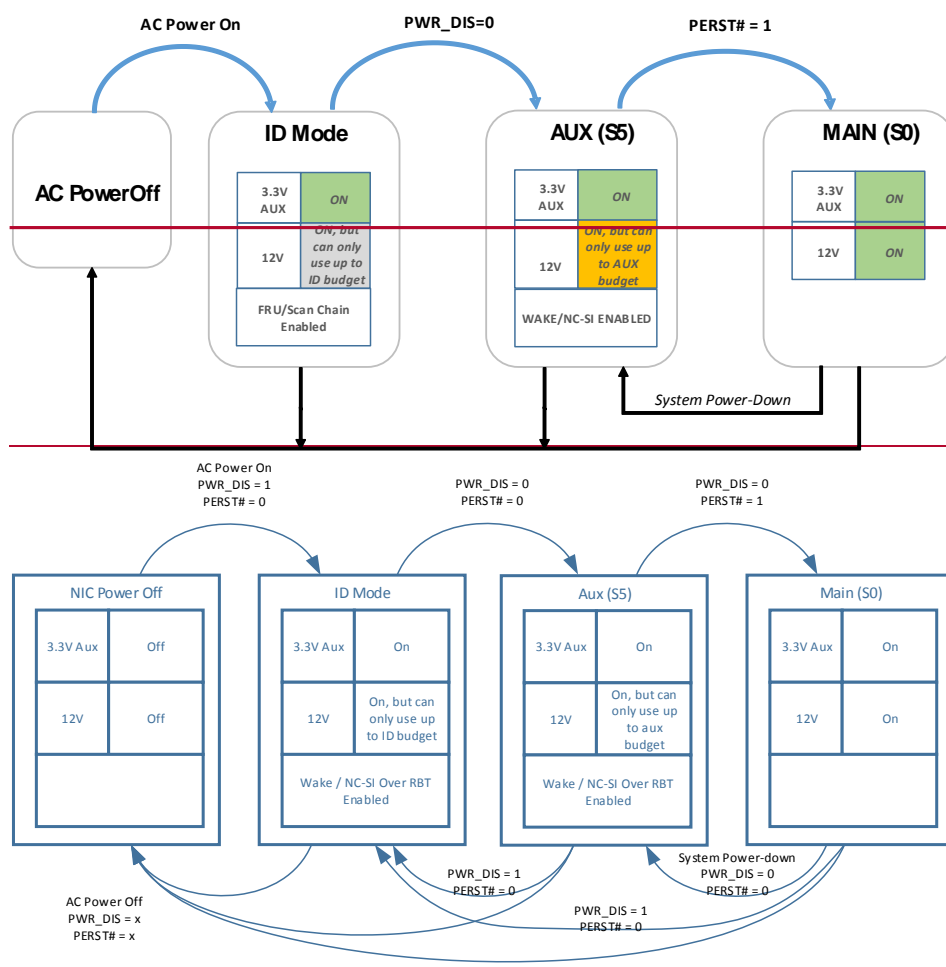 AC Power On
PWR_DIS=0
PERST# = 1
AC PowerOff
ID Mode
3.3V
AUX
ON
12V
ON, but
can only
use up to
ID budget
FRU/Scan Chain
Enabled
AUX (S5)
3.3V
AUX
ON
12V
ON, but can
only use up
to AUX
budget
WAKE/NC-SI ENABLED
MAIN (S0)
3.3V
AUX
ON
12V
ON
System Power-Down
AC Power On
PWR_DIS = 1
PERST# = 0
PWR_DIS = 0
PERST# = 0
PWR_DIS = 0
PERST# = 1
NIC Power Off
3.3V Aux
Off
12V
Off
ID Mode
3.3V Aux
On
12V
On, but can
only use up
to ID budget
Wake / NC-SI Over RBT
Enabled
Aux (S5)
3.3V Aux
On
12V
On, but can
only use up
to aux
budget
Wake / NC-SI Over RBT
Enabled
Main (S0)
3.3V Aux
On
12V
On
AC Power Off
PWR_DIS = x
PERST# = x
PWR_DIS = 1
PERST# = 0
PWR_DIS = 1
PERST# = 0
System Power-down
PWR_DIS = 0
PERST# = 0